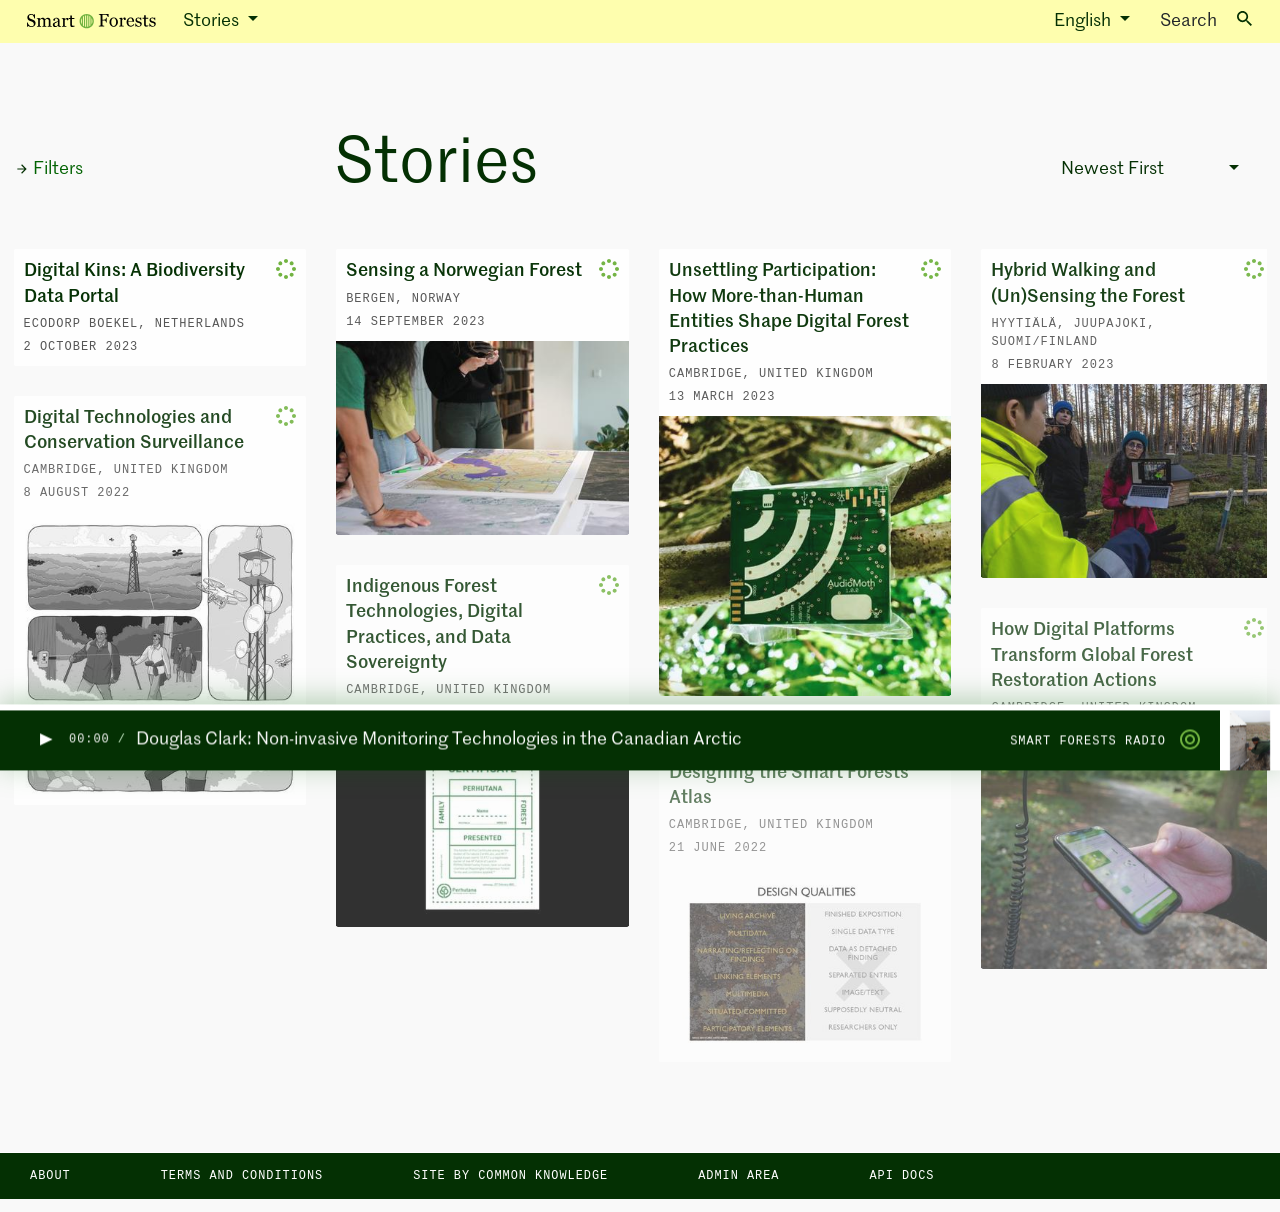 Smart Forests
Stories
English
Search
Filters
Stories
Newest First
Digital Kins: A Biodiversity
Data Portal
ECODORP BOEKEL, NETHERLANDS
2 OCTOBER 2023
Sensing a Norwegian Forest
BERGEN, NORWAY
14 SEPTEMBER 2023
Unsettling Participation:
How More-than-Human
Entities Shape Digital Forest
Practices
CAMBRIDGE, UNITED KINGDOM
13 MARCH 2023
AudioMoth
1.0.0
Hybrid Walking and
(Un)Sensing the Forest
HYYTIÄLÄ, JUUPAJOKI,
SUOMI/FINLAND
8 FEBRUARY 2023
Digital Technologies and
Conservation Surveillance
CAMBRIDGE, UNITED KINGDOM
8 AUGUST 2022
Indigenous Forest
Technologies, Digital
Practices, and Data
Sovereignty
CAMBRIDGE, UNITED KINGDOM
How Digital Platforms
Transform Global Forest
Restoration Actions
CAMBRIDGE, UNITED KINGDOM
00:00 /
Douglas Clark: Non-invasive Monitoring Technologies in the Canadian Arctic
SMART FORESTS RADIO
CERTIFICATE
PERHUTANA
FAMILY
Name
FOREST
PRESENTED
Perhutana
Designing the Smart Forests
Atlas
CAMBRIDGE, UNITED KINGDOM
21 JUNE 2022
DESIGN QUALITIES
LIVING ARCHIVE
MULTIDATA
NARRATING/REFLECTING ON
FINDINGS
LINKING ELEMENTS
MULTIMEDIA
SITUATED/COMMITTED
PARTICIPATORY ELEMENTS
FINISHED EXPOSITION
SINGLE DATA TYPE
DATA AS DETACHED
FINDING
SEPARATED ENTRIES
IMAGE/TEXT
SUPPOSEDLY NEUTRAL
RESEARCHERS ONLY
ABOUT
TERMS AND CONDITIONS
SITE BY COMMON KNOWLEDGE
ADMIN AREA
API DOCS